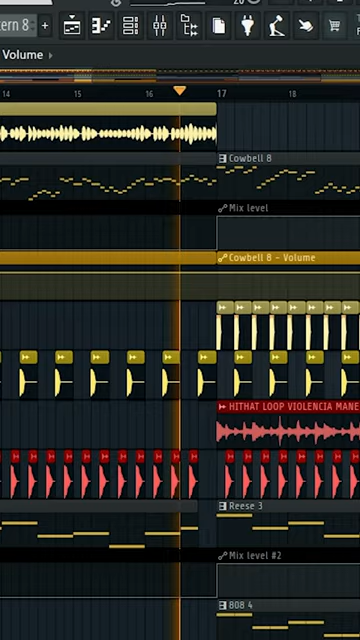 tern 8
+
Volume
14 15 16 17 18
Cowbell 8
Mix level
Cowbell 8 - Volume
HITHAT LOOP VIOLENCIA MANE
Reese 3
Mix level #2
808 4